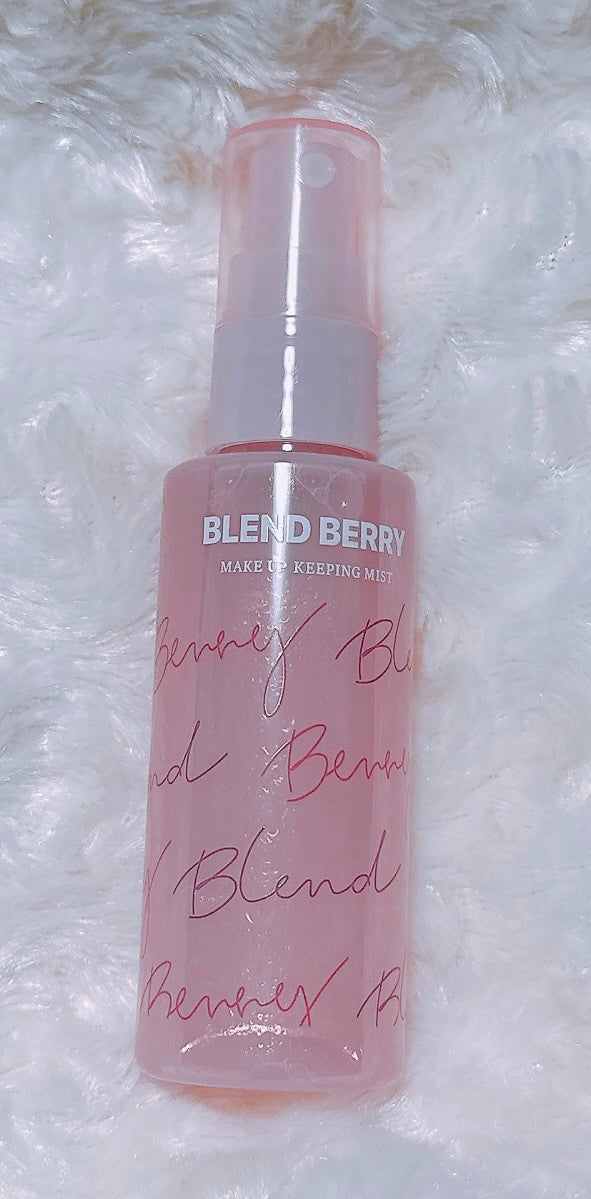 BLEND BERRY
MAKE UP KEEPING MIST
Berry Bl
nd Berr
y Blend
Berry Bl